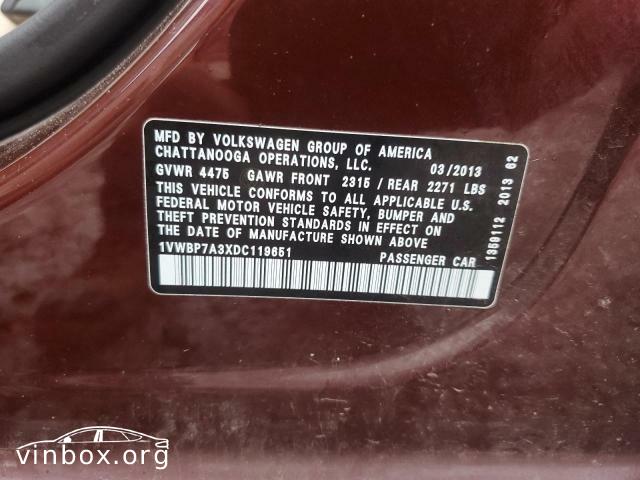 MFD BY VOLKSWAGEN GROUP OF AMERICA
CHATTANOOGA OPERATIONS, LLC. 03/2013
GVWR 4475 GAWR FRONT 2315 / REAR 2271 LBS
THIS VEHICLE CONFORMS TO ALL APPLICABLE U.S.
FEDERAL MOTOR VEHICLE SAFETY, BUMPER AND
THEFT PREVENTION STANDARDS IN EFFECT ON
THE DATE OF MANUFACTURE SHOWN ABOVE
1VWBP7A3XDC119651 PASSENGER CAR
1359112 2013 62
vinbox.org